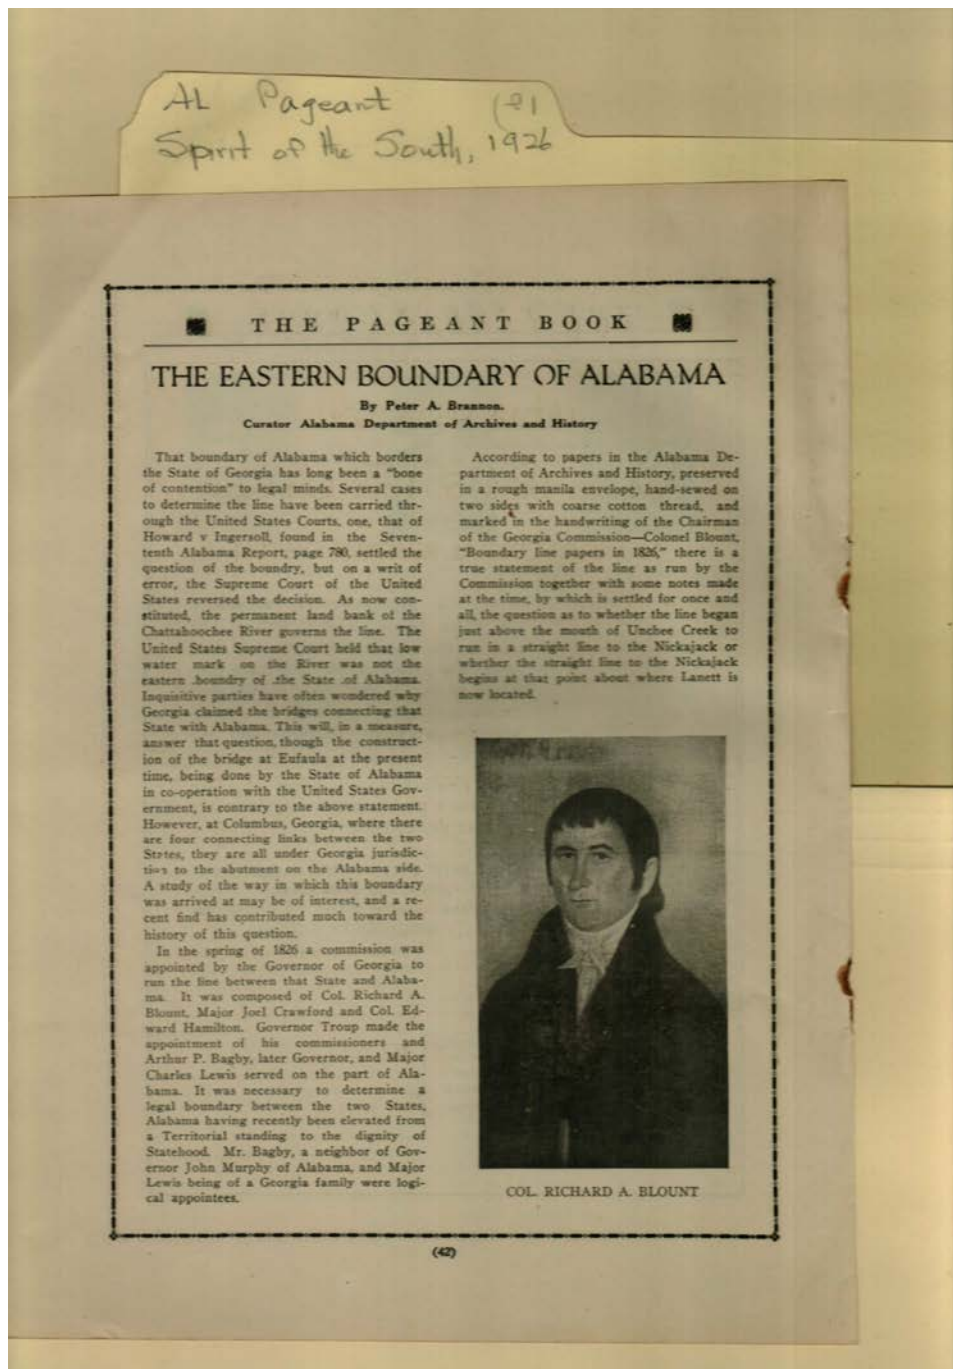 AL Pageant
Spirit of the South, 1926
THE PAGEANT BOOK
THE EASTERN BOUNDARY OF ALABAMA
By Peter A. Brannon.
Curator Alabama Department of Archives and History
That boundary of Alabama which borders
the State of Georgia has long been a "bone
of contention" to legal minds. Several cases
to determine the line have been carried thr-
ough the United States Courts, one, that of
Howard v Ingersoll, found in the Seven-
tenth Alabama Report, page 780, settled the
question of the boundry, but on a writ of
error, the Supreme Court of the United
States reversed the decision. As now con-
stituted, the permanent land bank of the
Chattahoochee River governs the line. The
United States Supreme Court held that low
water mark on the River was not the
eastern boundry of the State of Alabama.
Inquisitive parties have often wondered why
Georgia claimed the bridges connecting that
State with Alabama. This will, in a measure,
answer that question, though the construct-
ion of the bridge at Eufaula at the present
time, being done by the State of Alabama
in co-operation with the United States Gov-
ernment, is contrary to the above statement.
However, at Columbus, Georgia, where there
are four connecting links between the two
States, they are all under Georgia jurisdic-
tion to the abutment on the Alabama side.
A study of the way in which this boundary
was arrived at may be of interest, and a re-
cent find has contributed much toward the
history of this question.
In the spring of 1826 a commission was
appointed by the Governor of Georgia to
run the line between that State and Alaba-
ma. It was composed of Col. Richard A.
Blount, Major Joel Crawford and Col. Ed-
ward Hamilton. Governor Troup made the
appointment of his commissioners and
Arthur P. Bagby, later Governor, and Major
Charles Lewis served on the part of Ala-
bama. It was necessary to determine a
legal boundary between the two States,
Alabama having recently been elevated from
a Territorial standing to the dignity of
Statehood. Mr. Bagby, a neighbor of Gov-
ernor John Murphy of Alabama, and Major
Lewis being of a Georgia family were logi-
cal appointees.
According to papers in the Alabama De-
partment of Archives and History, preserved
in a rough manila envelope, hand-sewed on
two sides with coarse cotton thread, and
marked in the handwriting of the Chairman
of the Georgia Commission—Colonel Blount,
"Boundary line papers in 1826," there is a
true statement of the line as run by the
Commission together with some notes made
at the time, by which is settled for once and
all, the question as to whether the line began
just above the mouth of Unchee Creek to
run in a straight line to the Nickajack or
whether the straight line to the Nickajack
begins at that point about where Lanett is
now located.
COL. RICHARD A. BLOUNT
(42)